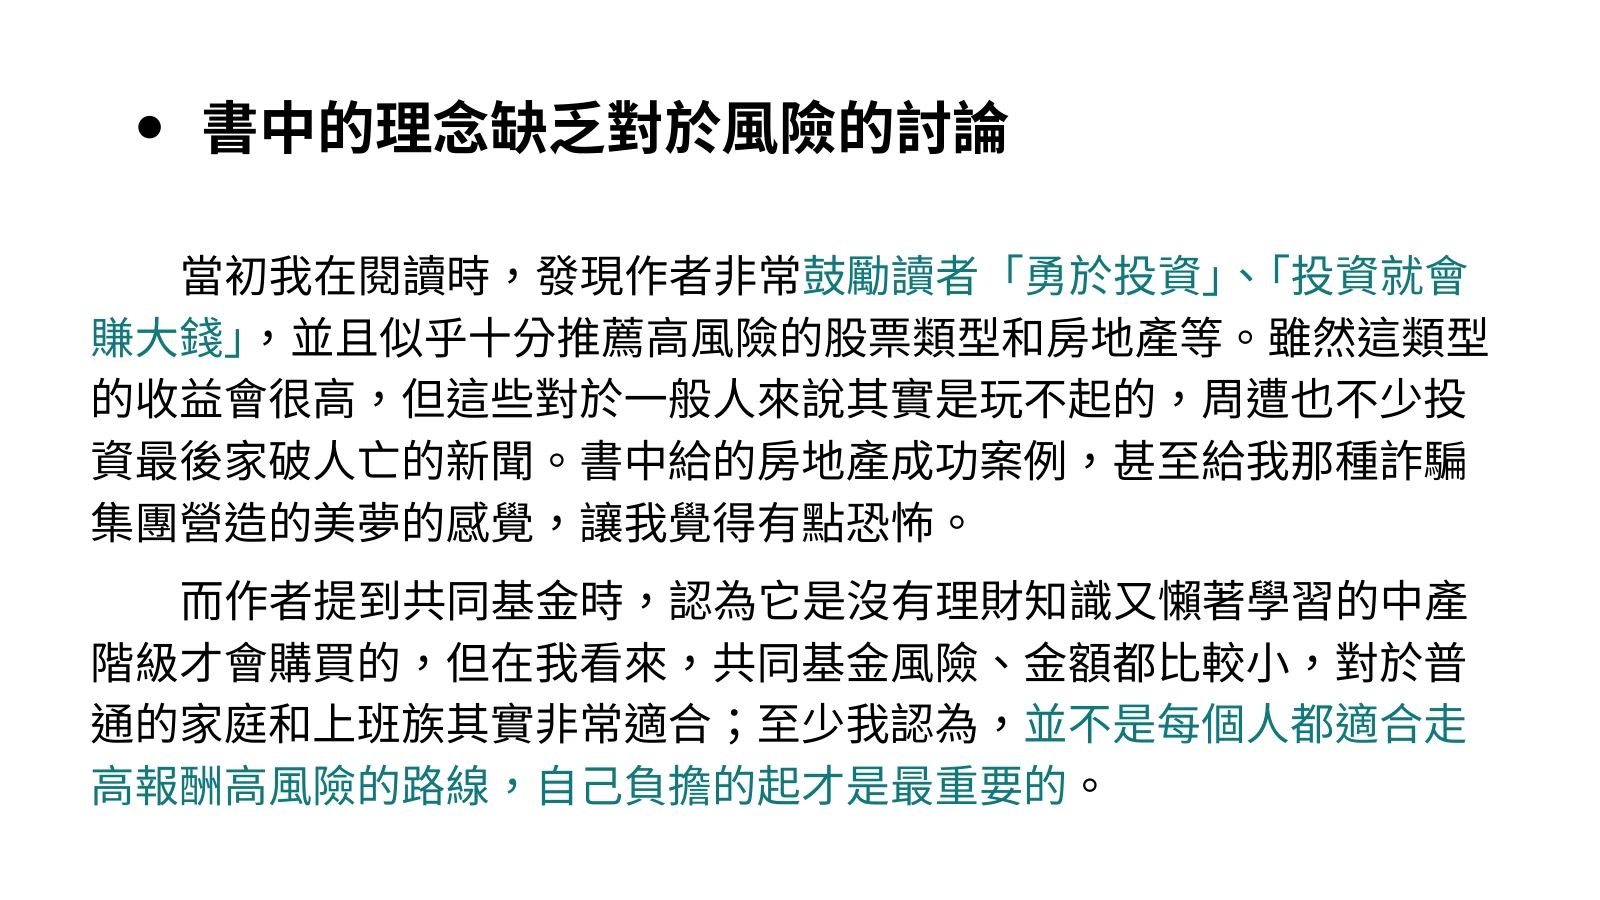 • 書中的理念缺乏對於風險的討論
當初我在閱讀時，發現作者非常鼓勵讀者「勇於投資」、「投資就會
賺大錢」，並且似乎十分推薦高風險的股票類型和房地產等。雖然這類型
的收益會很高，但這些對於一般人來說其實是玩不起的，周遭也不少投
資最後家破人亡的新聞。書中給的房地產成功案例，甚至給我那種詐騙
集團營造的美夢的感覺，讓我覺得有點恐怖。
而作者提到共同基金時，認為它是沒有理財知識又懶著學習的中產
階級才會購買的，但在我看來，共同基金風險、金額都比較小，對於普
通的家庭和上班族其實非常適合；至少我認為，並不是每個人都適合走
高報酬高風險的路線，自己負擔的起才是最重要的。